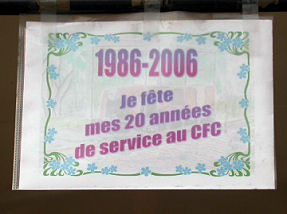 1986-2006
Je fête
mes 20 années
de service au CFC